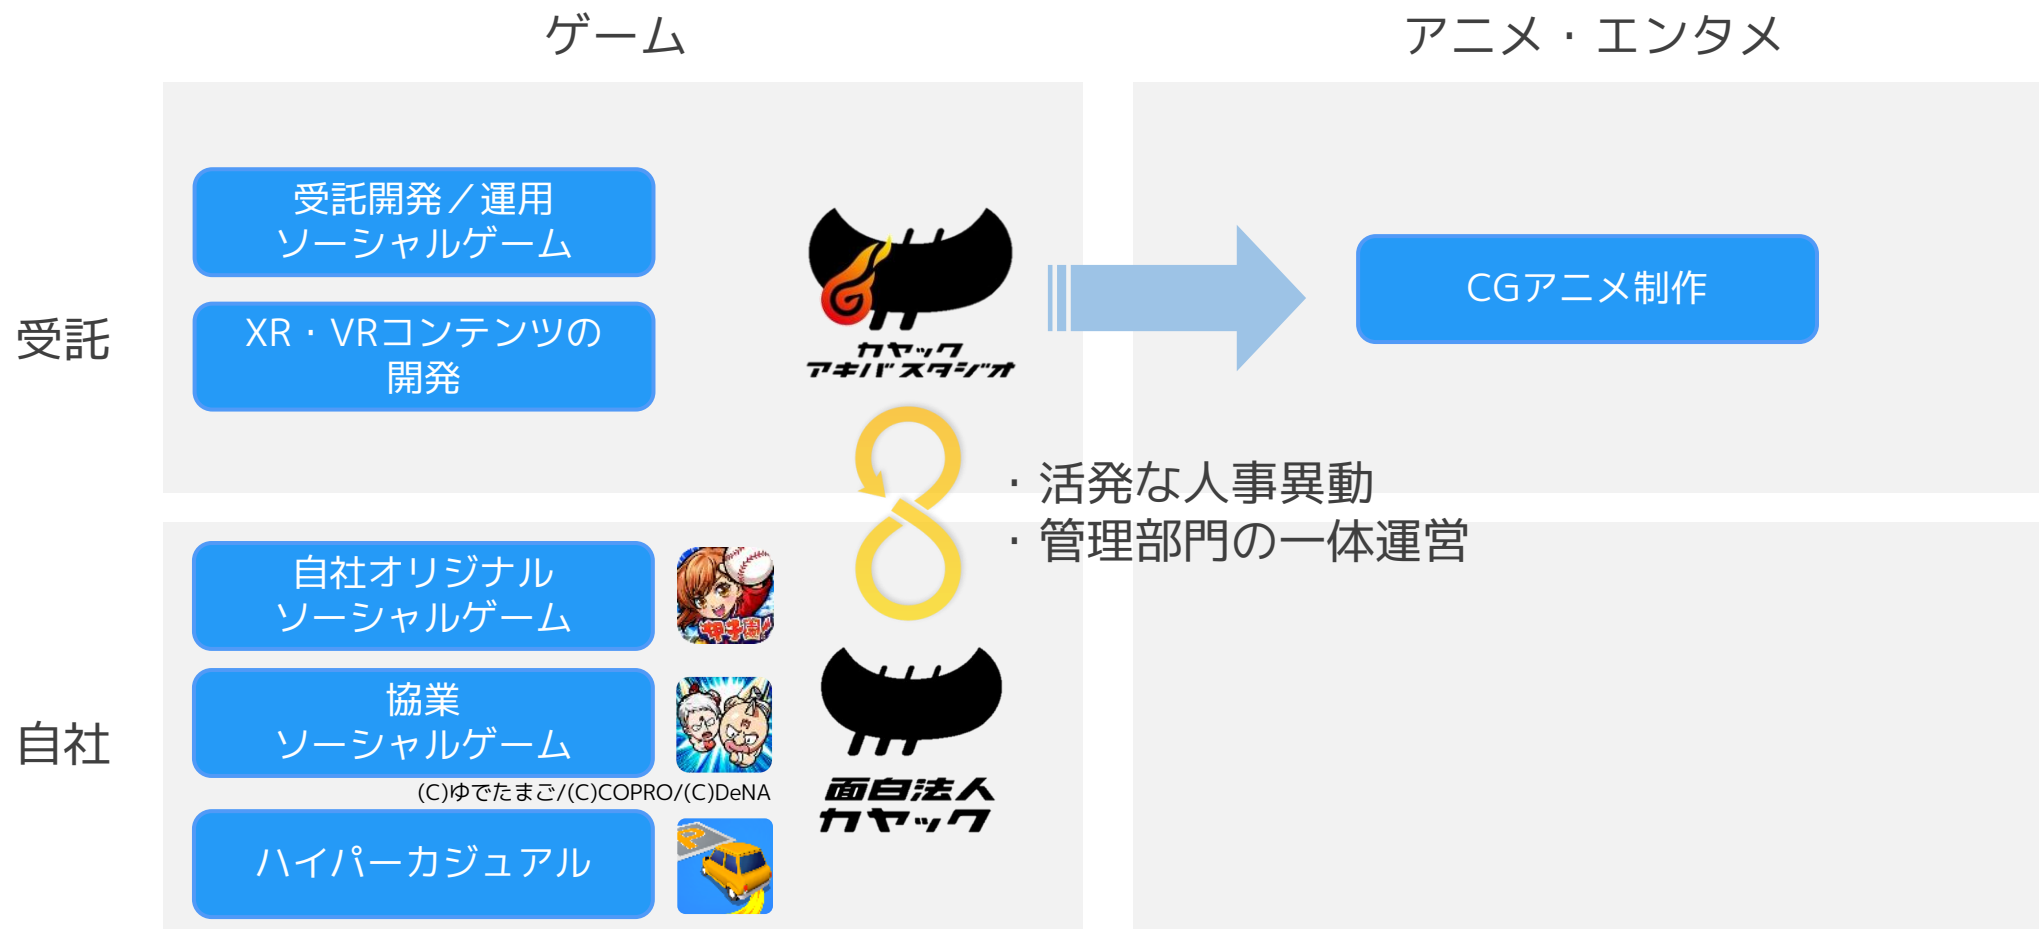 ゲーム
アニメ・エンタメ
受託
受託開発／運用
ソーシャルゲーム
XR・VRコンテンツの
開発
カヤック
アキバスタジオ
CGアニメ制作
・活発な人事異動
・管理部門の一体運営
自社
自社オリジナル
ソーシャルゲーム
甲子園
協業
ソーシャルゲーム
(C)ゆでたまご/(C)COPRO/(C)DeNA
ハイパーカジュアル
P
面白法人
カヤック